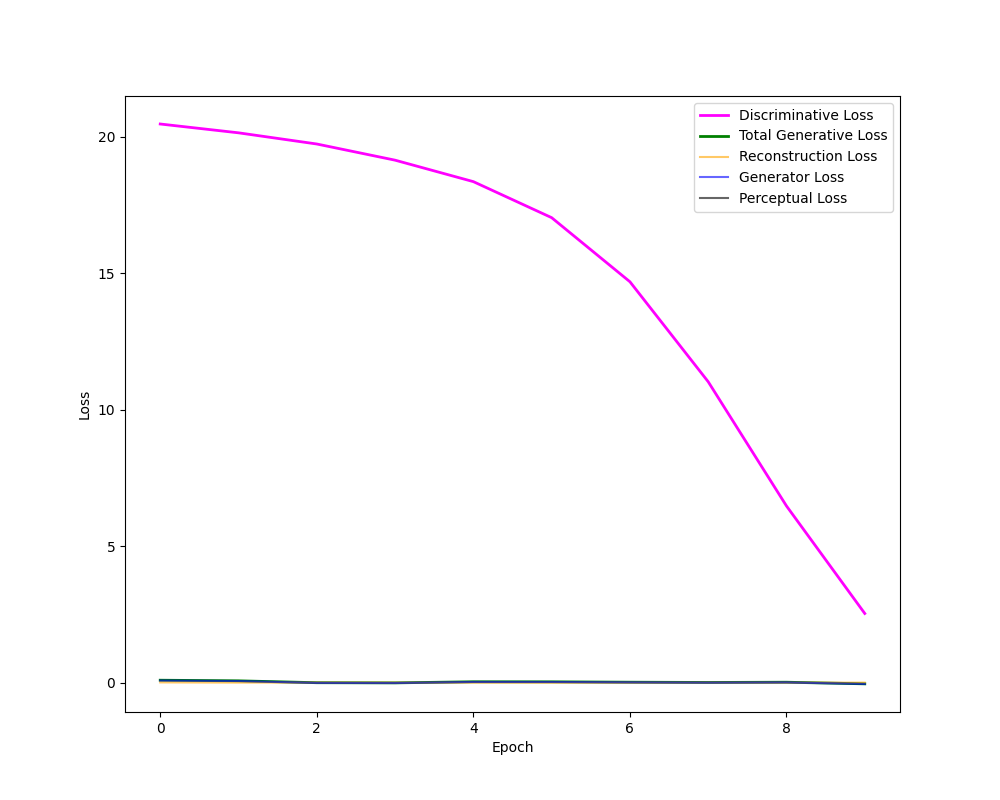 Discriminative Loss
Total Generative Loss
Reconstruction Loss
Generator Loss
Perceptual Loss
20
15
10
5
0
Loss
0 2 4 6 8
Epoch